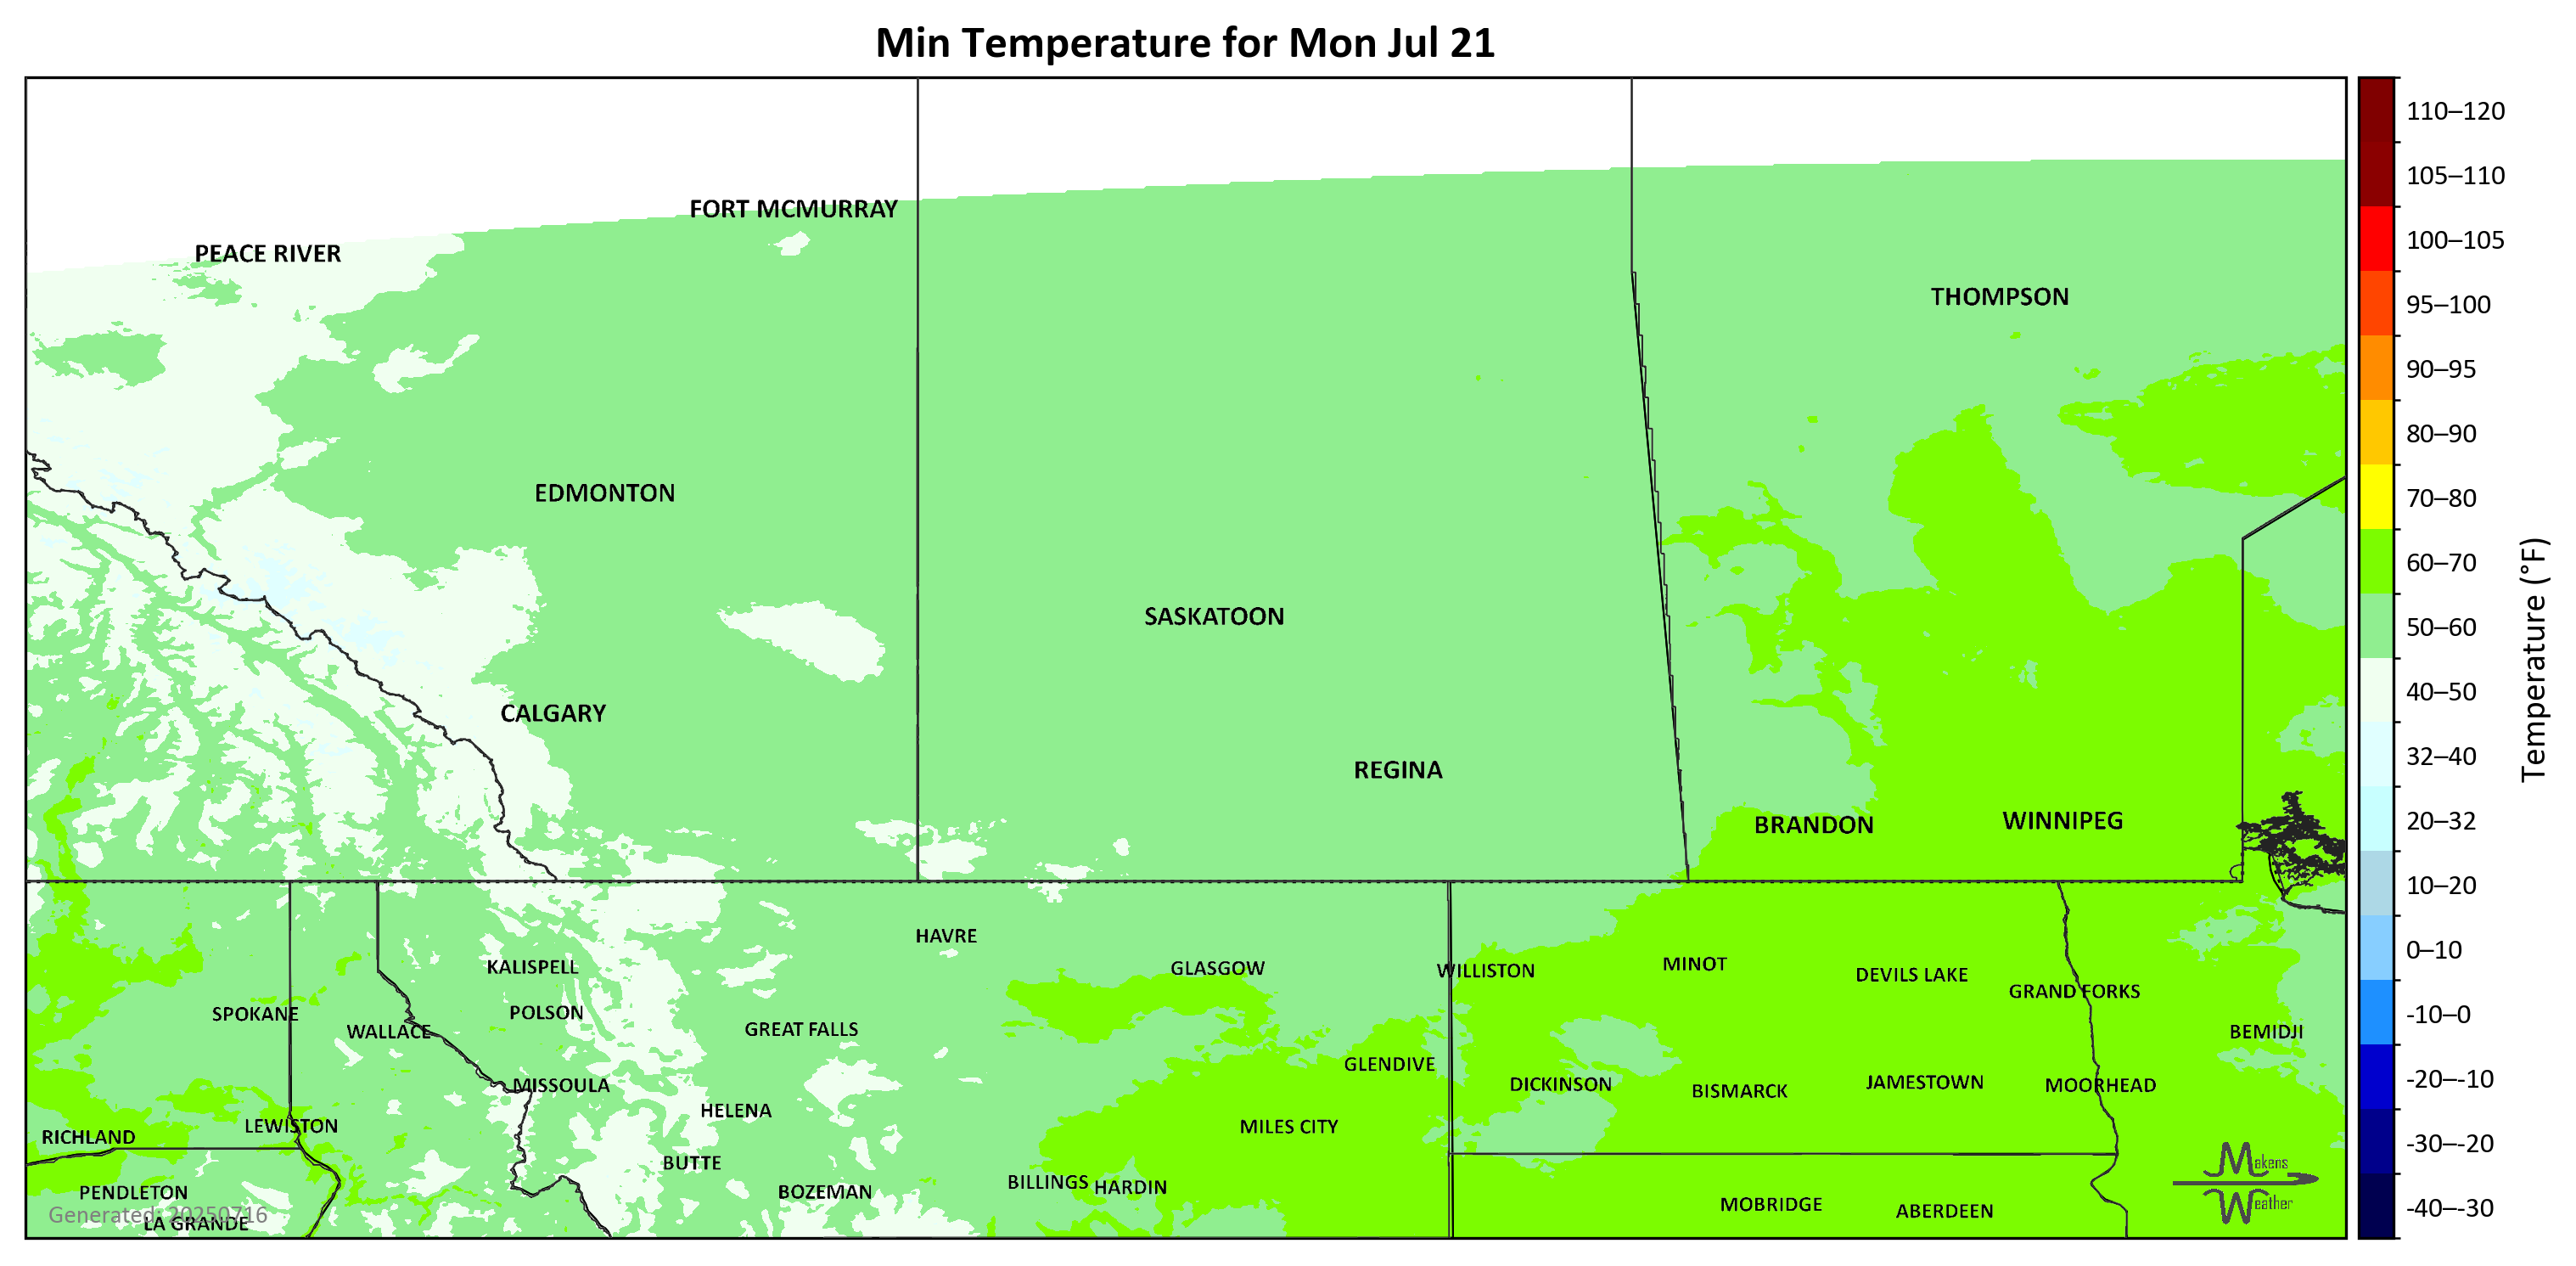 Min Temperature for Mon Jul 21
FORT MCMURRAY
PEACE RIVER
THOMPSON
EDMONTON
SASKATOON
CALGARY
REGINA
BRANDON
WINNIPEG
HAVRE
KALISPELL
GLASGOW
WILLISTON
MINOT
DEVILS LAKE
GRAND FORKS
SPOKANE
POLSON
WALLACE
GREAT FALLS
BEMIDJI
GLENDIVE
MISSOULA
DICKINSON
BISMARCK
JAMESTOWN
MOORHEAD
HELENA
LEWISTON
MILES CITY
RICHLAND
BUTTE
BILLINGS
HARDIN
PENDLETON
BOZEMAN
MOBRIDGE
ABERDEEN
LA GRANDE
Generated: 20250716
Makens
Weather
110–120
105–110
100–105
95–100
90–95
80–90
70–80
60–70
50–60
40–50
32–40
20–32
10–20
0–10
-10–0
-20–-10
-30–-20
-40–-30
Temperature (°F)